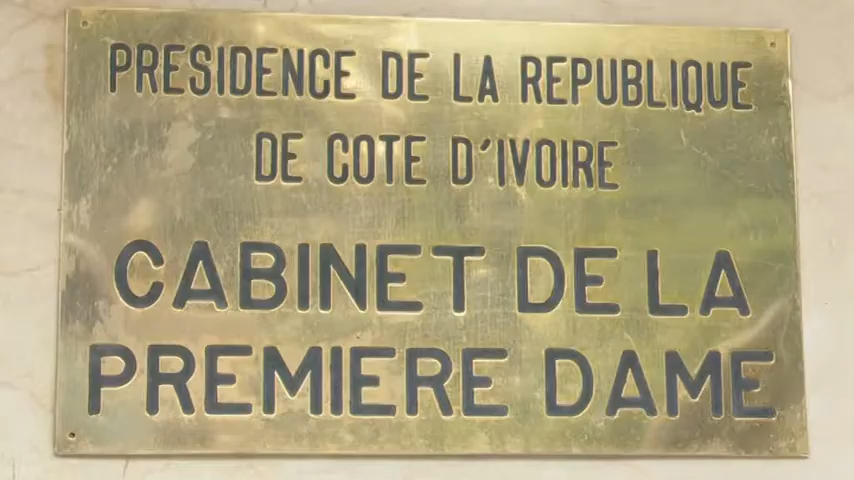 PRESIDENCE DE LA REPUBLIQUE
DE COTE D'IVOIRE
CABINET DE LA
PREMIERE DAME